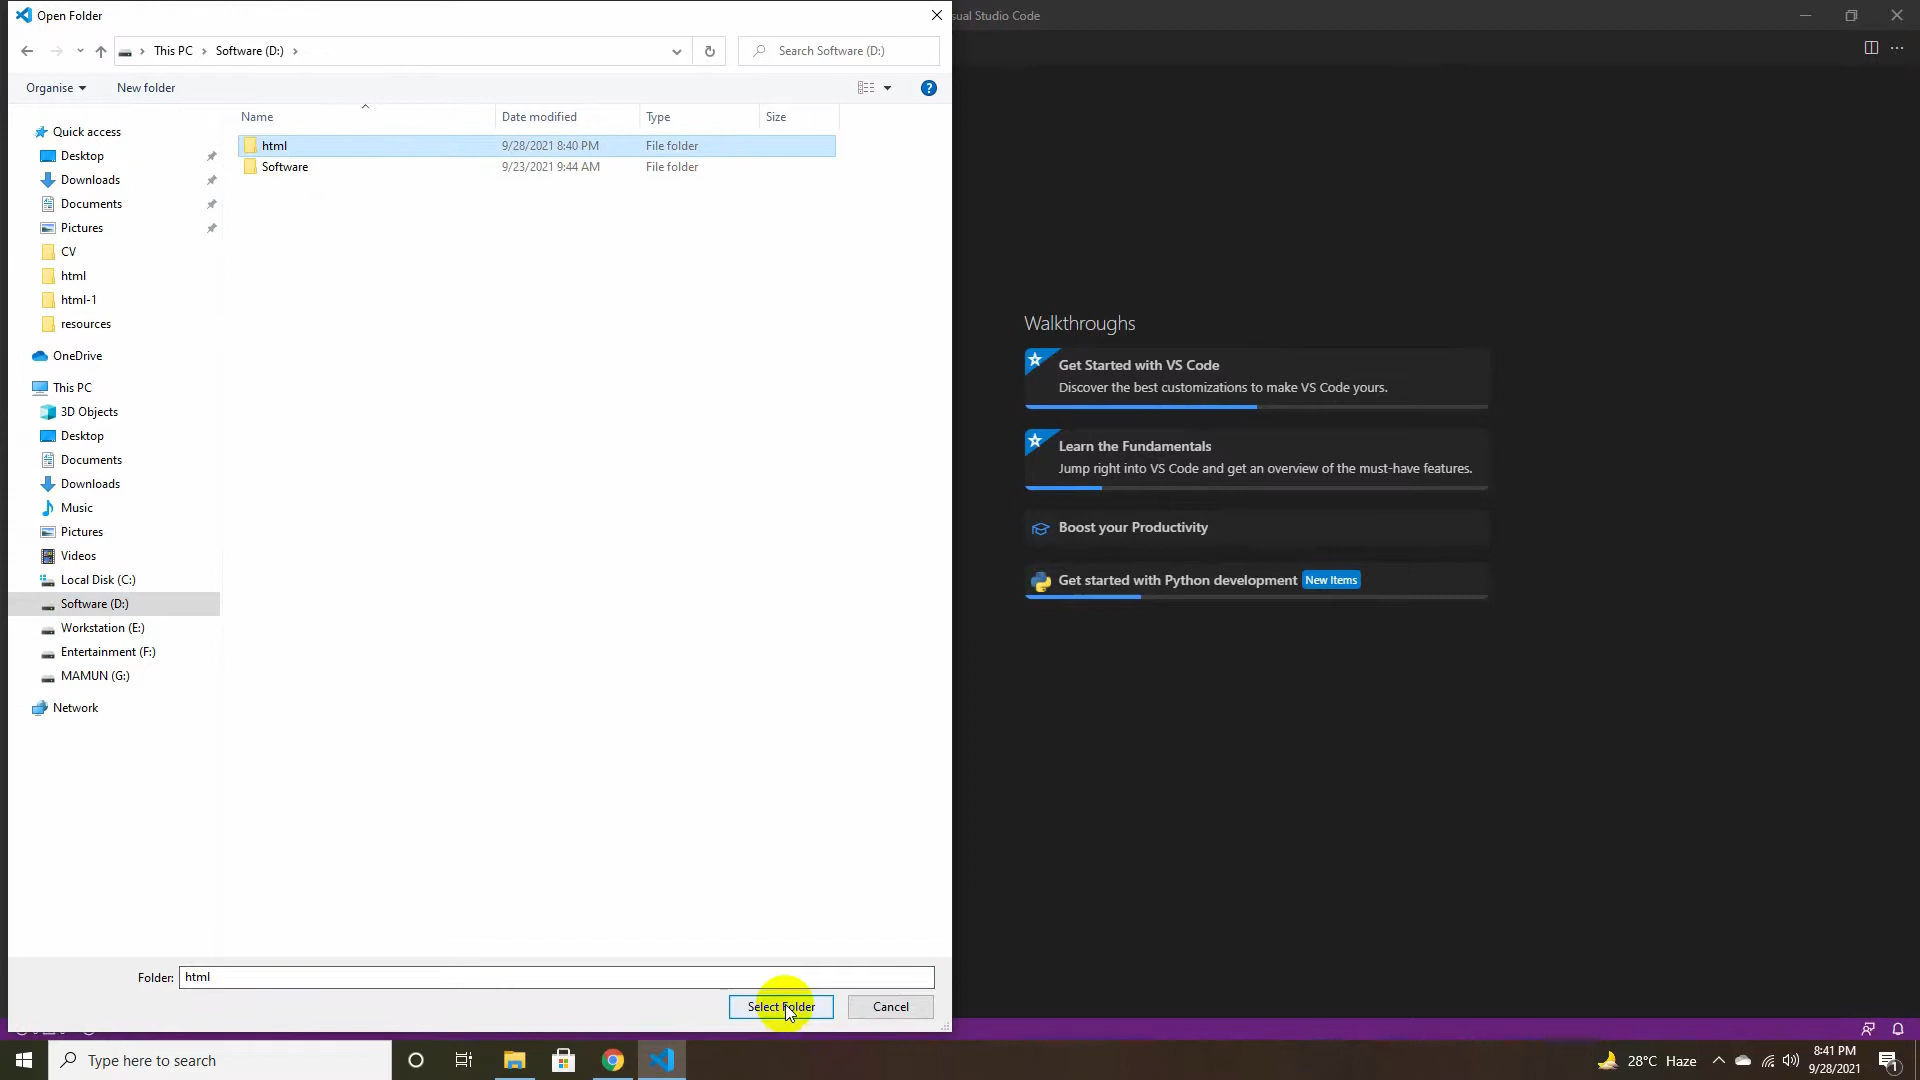 Open Folder
sual Studio Code
This PC
Software (D:)
Search Software (D:)
Organise
New folder
Name
Date modified
Type
Size
html
9/28/2021 8:40 PM
File folder
Software
9/23/2021 9:44 AM
File folder
Quick access
Desktop
Downloads
Documents
Pictures
CV
html
html-1
resources
OneDrive
This PC
3D Objects
Desktop
Documents
Downloads
Music
Pictures
Videos
Local Disk (C:)
Software (D:)
Workstation (E:)
Entertainment (F:)
MAMUN (G:)
Network
Walkthroughs
Get Started with VS Code
Discover the best customizations to make VS Code yours.
Learn the Fundamentals
Jump right into VS Code and get an overview of the must-have features.
Boost your Productivity
Get started with Python development New Items
Folder: html
Select Folder
Cancel
Type here to search
28°C Haze
8:41 PM
9/28/2021
1